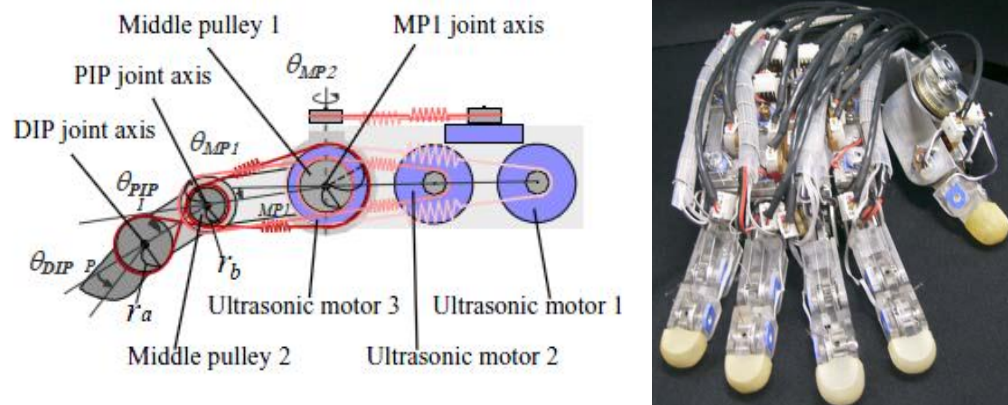 Middle pulley 1
MP1 joint axis
PIP joint axis
θMP2
DIP joint axis
θMP1
θPIP
MP1
θDIP P
rb
ra
Ultrasonic motor 3
Ultrasonic motor 1
Middle pulley 2
Ultrasonic motor 2